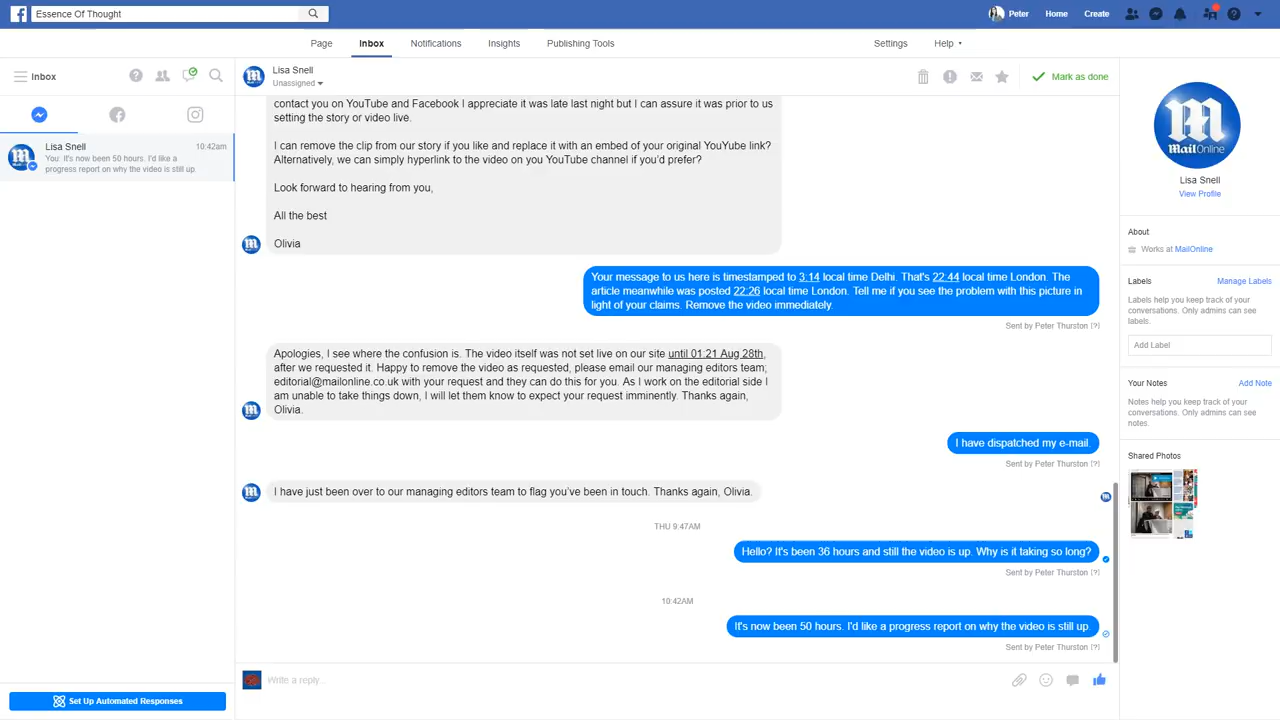 Essence Of Thought
Peter Home Create
Page Inbox Notifications Insights Publishing Tools Settings Help
Inbox
Lisa Snell
Unassigned
Mark as done
Lisa Snell 10:42am
You: It's now been 50 hours. I'd like a
progress report on why the video is still up.
contact you on YouTube and Facebook I appreciate it was late last night but I can assure it was prior to us
setting the story or video live.
I can remove the clip from our story if you like and replace it with an embed of your original YouYube link?
Alternatively, we can simply hyperlink to the video on you YouTube channel if you'd prefer?
Look forward to hearing from you,
All the best
Olivia
Your message to us here is timestamped to 3:14 local time Delhi. That's 22:44 local time London. The
article meanwhile was posted 22:26 local time London. Tell me if you see the problem with this picture in
light of your claims. Remove the video immediately.
Sent by Peter Thurston [?]
Apologies, I see where the confusion is. The video itself was not set live on our site until 01:21 Aug 28th,
after we requested it. Happy to remove the video as requested, please email our managing editors team;
editorial@mailonline.co.uk with your request and they can do this for you. As I work on the editorial side I
am unable to take things down, I will let them know to expect your request imminently. Thanks again,
Olivia.
I have dispatched my e-mail.
Sent by Peter Thurston [?]
I have just been over to our managing editors team to flag you've been in touch. Thanks again, Olivia.
THU 9:47AM
Hello? It's been 36 hours and still the video is up. Why is it taking so long?
Sent by Peter Thurston [?]
10:42AM
It's now been 50 hours. I'd like a progress report on why the video is still up.
Sent by Peter Thurston [?]
Write a reply...
Set Up Automated Responses
MailOnline
Lisa Snell
View Profile
About
Works at MailOnline
Labels Manage Labels
Labels help you keep track of your
conversations. Only admins can see
labels.
Add Label
Your Notes Add Note
Notes help you keep track of your
conversations. Only admins can see
notes.
Shared Photos